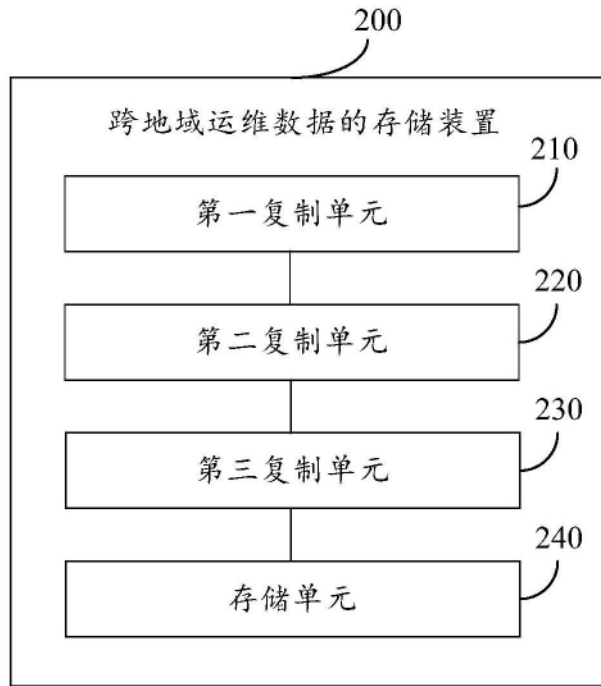 200
跨地域运维数据的存储装置
210
第一复制单元
220
第二复制单元
230
第三复制单元
240
存储单元